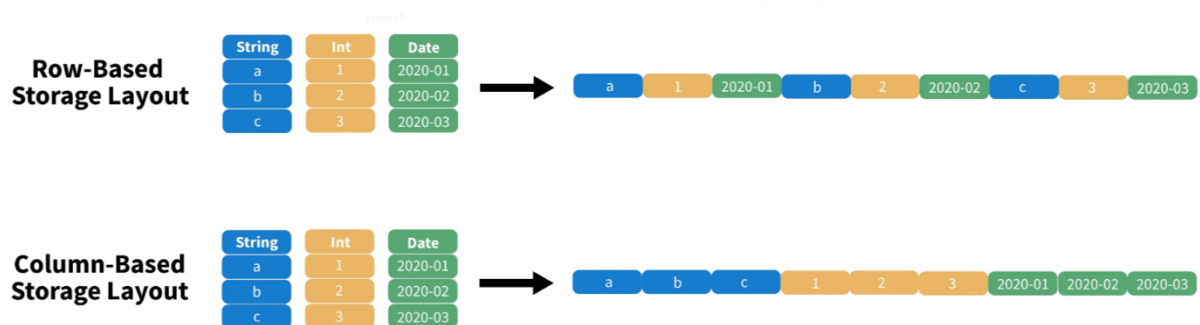 Row-Based
Storage Layout
String Int Date
a 1 2020-01
b 2 2020-02
c 3 2020-03
a 1 2020-01 b 2 2020-02 c 3 2020-03
Column-Based
Storage Layout
String Int Date
a 1 2020-01
b 2 2020-02
c 3 2020-03
a b c 1 2 3 2020-01 2020-02 2020-03